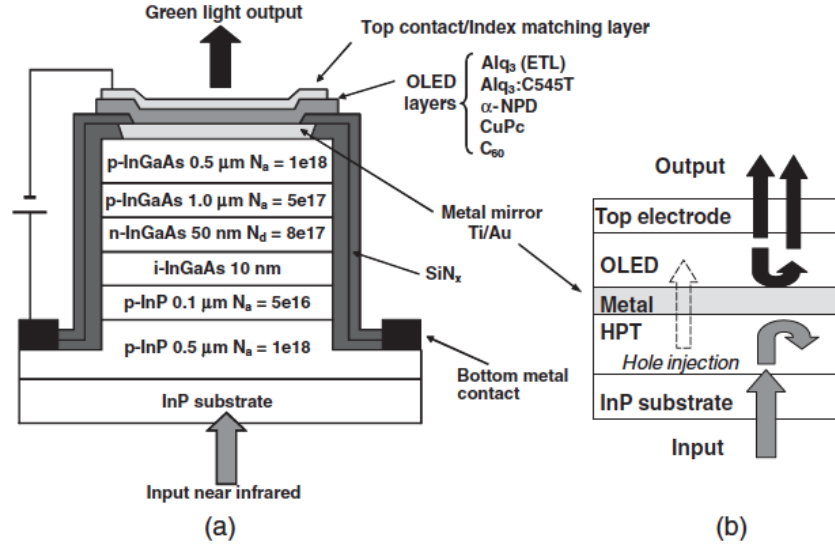 Green light output
Top contact/Index matching layer
OLED
layers
Alq₃ (ETL)
Alq₃:C545T
α-NPD
CuPc
C₆₀
p-InGaAs 0.5 μm Nₐ = 1e18
p-InGaAs 1.0 μm Nₐ = 5e17
n-InGaAs 50 nm N_d = 8e17
i-InGaAs 10 nm
p-InP 0.1 μm Nₐ = 5e16
p-InP 0.5 μm Nₐ = 1e18
InP substrate
Metal mirror
Ti/Au
SiNₓ
Bottom metal
contact
Input near infrared
(a)
Output
Top electrode
OLED
Metal
HPT
Hole injection
InP substrate
Input
(b)